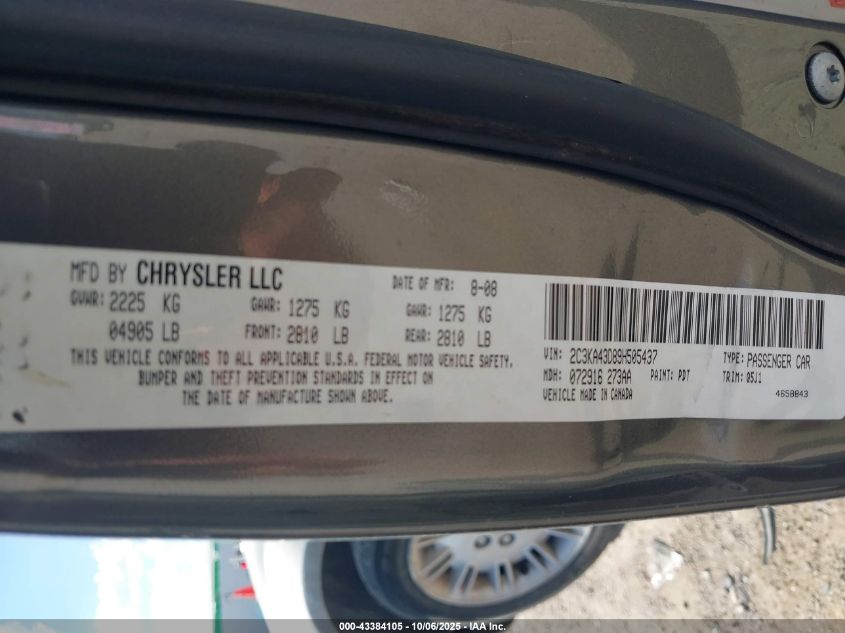 MFD BY CHRYSLER LLC
DATE OF MFR: 8-08
GVWR: 2225 KG
GAWR: 1275 KG
GAWR: 1275 KG
04905 LB
FRONT: 2810 LB
REAR: 2810 LB
THIS VEHICLE CONFORMS TO ALL APPLICABLE U.S.A. FEDERAL MOTOR VEHICLE SAFETY,
BUMPER AND THEFT PREVENTION STANDARDS IN EFFECT ON
THE DATE OF MANUFACTURE SHOWN ABOVE.
VIN: 2C3KA43D89H505437
TYPE: PASSENGER CAR
MDH: 072916 273AA
PAINT: PDT
TRIM: 05J1
VEHICLE MADE IN CANADA
4658843
000-43384105 - 10/06/2025 - IAA Inc.